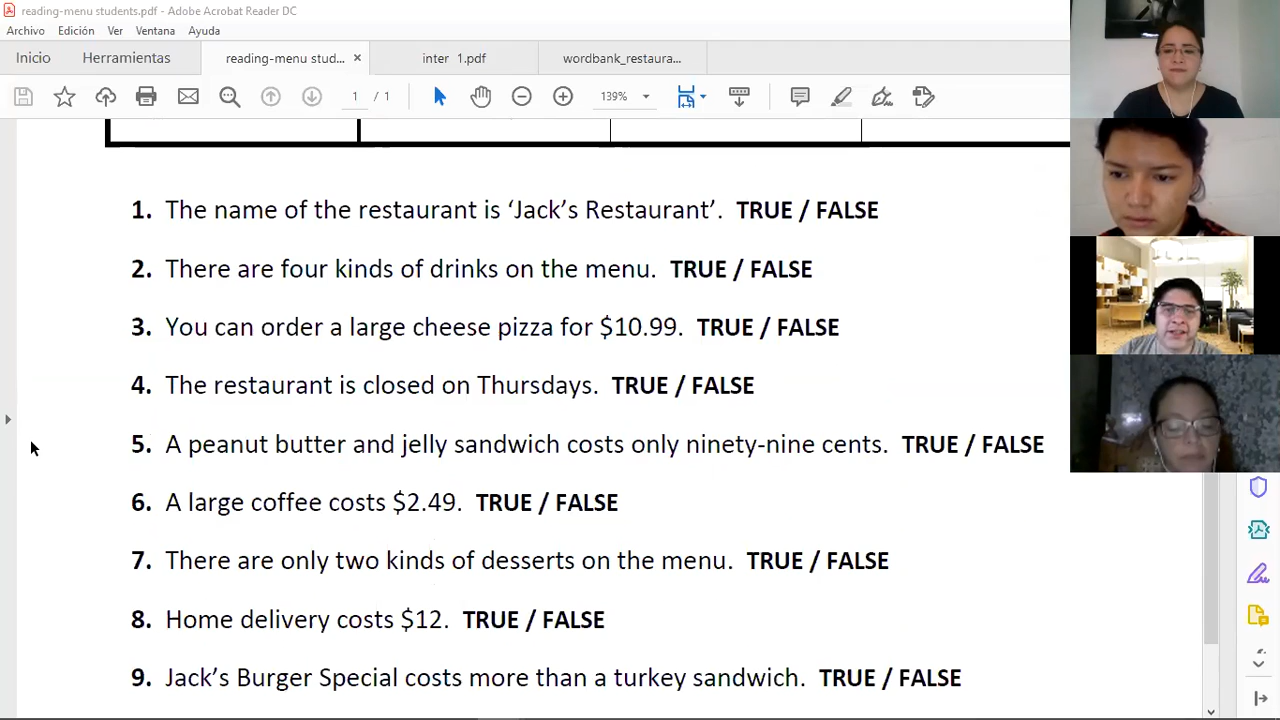 reading-menu students.pdf - Adobe Acrobat Reader DC
Archivo Edición Ver Ventana Ayuda
Inicio Herramientas reading-menu stud... × inter 1.pdf wordbank_restaura...
1 / 1 139%
1. The name of the restaurant is ‘Jack’s Restaurant’. TRUE / FALSE
2. There are four kinds of drinks on the menu. TRUE / FALSE
3. You can order a large cheese pizza for $10.99. TRUE / FALSE
4. The restaurant is closed on Thursdays. TRUE / FALSE
5. A peanut butter and jelly sandwich costs only ninety-nine cents. TRUE / FALSE
6. A large coffee costs $2.49. TRUE / FALSE
7. There are only two kinds of desserts on the menu. TRUE / FALSE
8. Home delivery costs $12. TRUE / FALSE
9. Jack’s Burger Special costs more than a turkey sandwich. TRUE / FALSE